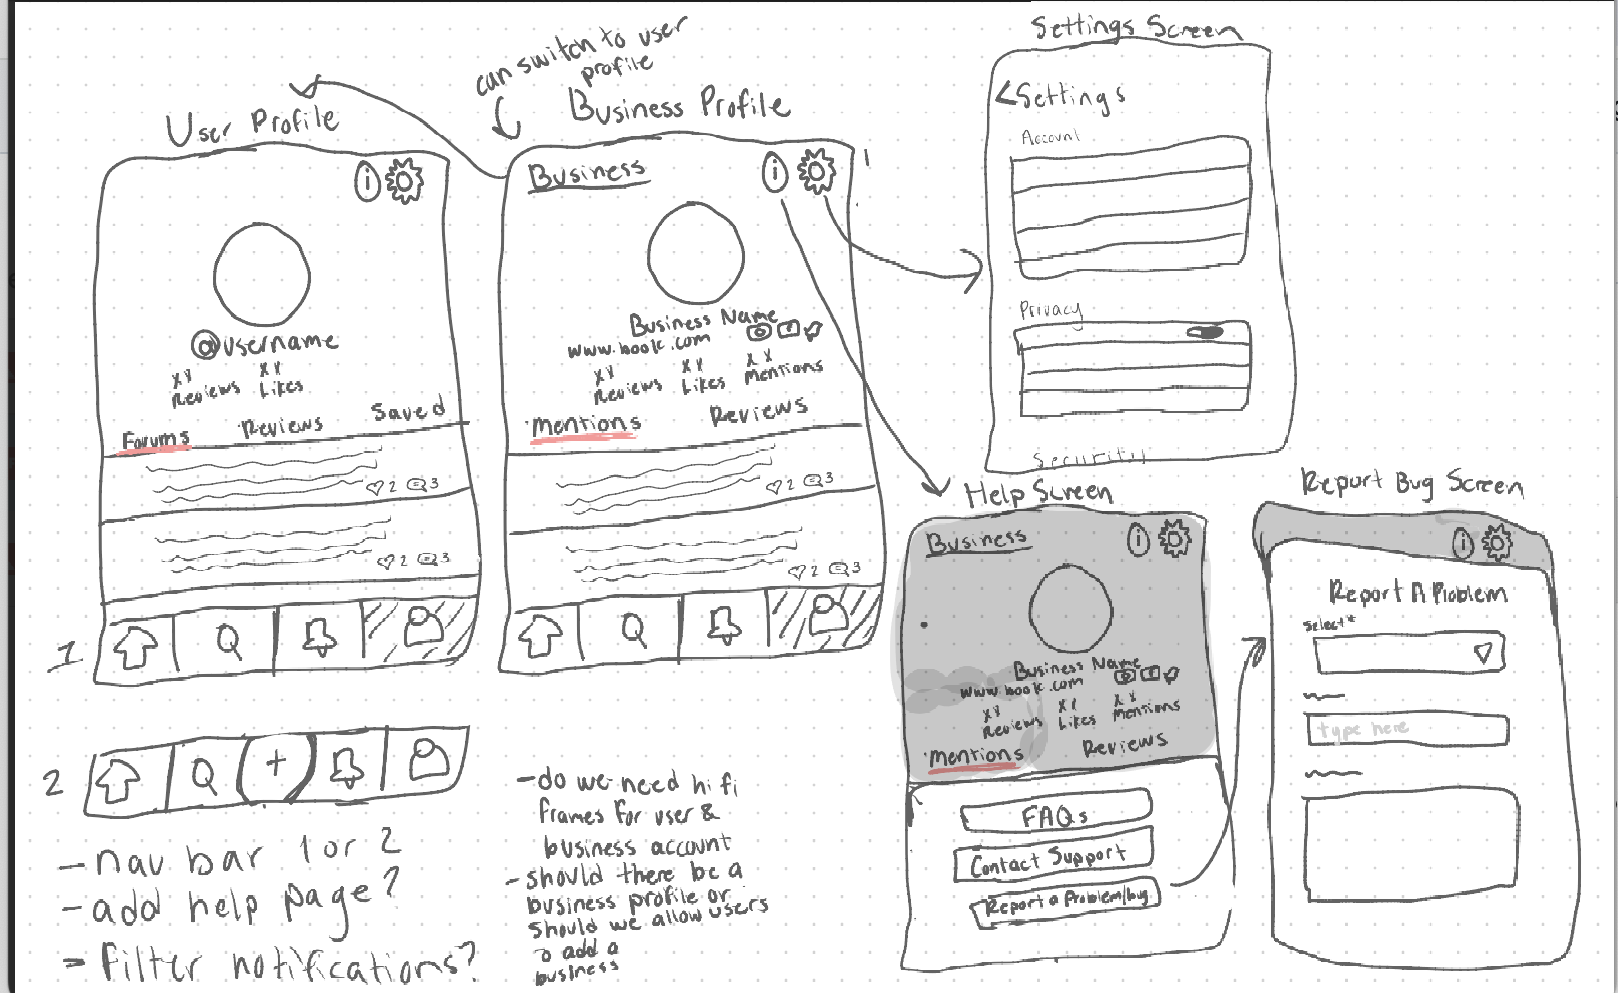 can switch to user
profile
User Profile
i
@username
XX
XX
Reviews
Likes
Forums
Reviews
Saved
2
3
2
3
1
Business Profile
Business
i
Business Name
www.book.com
XX
XX
XX
Reviews
Likes
Mentions
Mentions
Reviews
2
3
2
3
Settings Screen
<Settings
Account
Privacy
Security
Help Screen
Business
i
Business Name
www.book.com
XX
XX
XX
Reviews
Likes
Mentions
Mentions
Reviews
FAQs
Contact Support
Report a Problem/bug
Report Bug Screen
i
Report A Problem
Select*
type here
2
+
- nav bar 1 or 2
- add help page?
- filter notifications?
- do we need hi fi
frames for user &
business account
- should there be a
business profile or
should we allow users
to add a
business